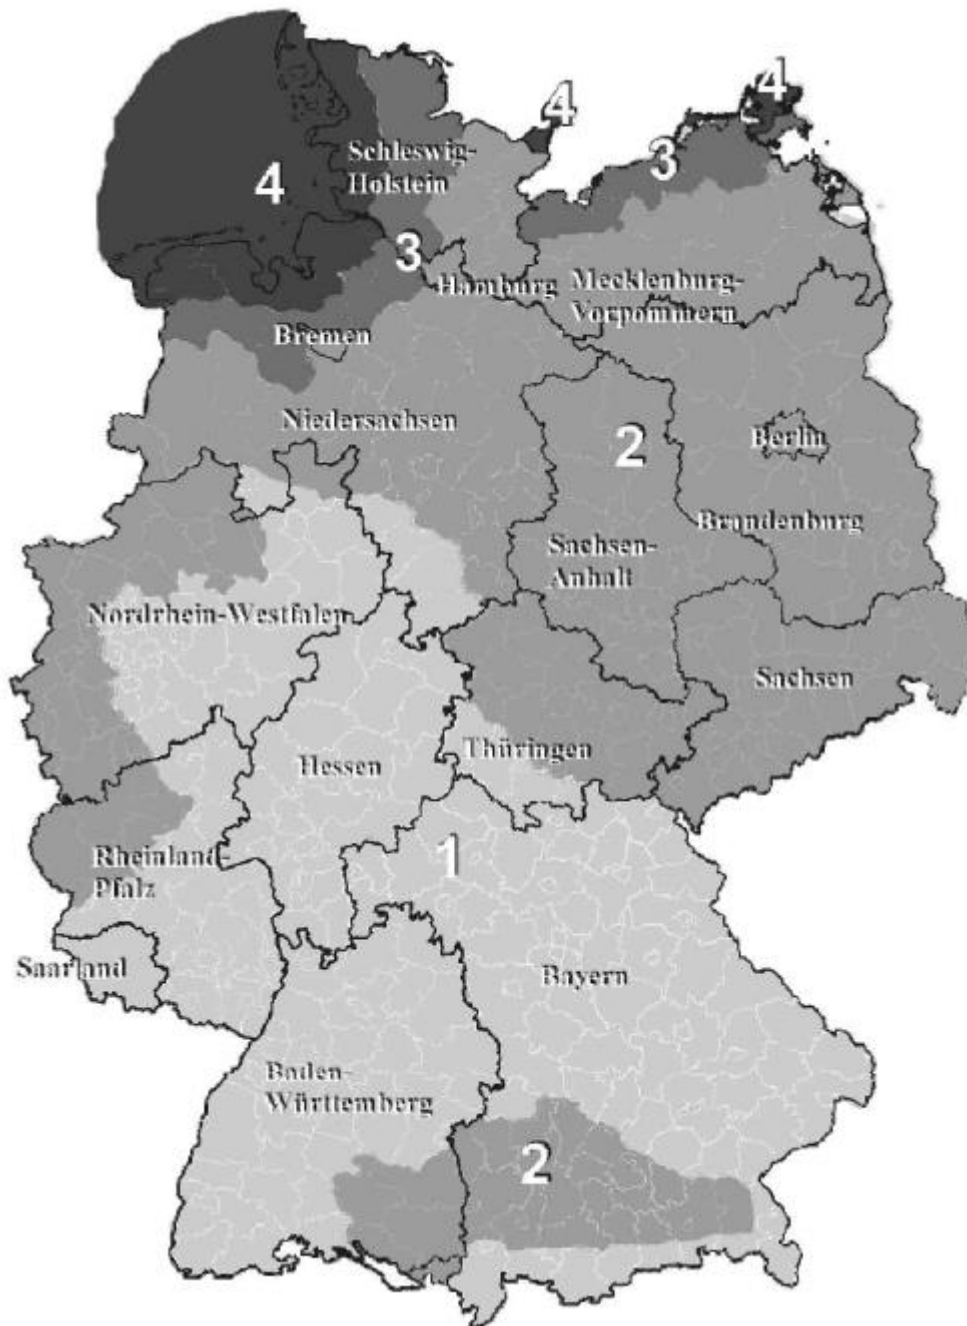 4
4
3
Schleswig-
Holstein
4
3
Hamburg
Mecklenburg-
Vorpommern
Bremen
Niedersachsen
2
Berlin
Brandenburg
Sachsen-
Anhalt
Nordrhein-Westfalen
Sachsen
Thüringen
Hessen
1
Rheinland-
Pfalz
Saarland
Bayern
Baden-
Württemberg
2